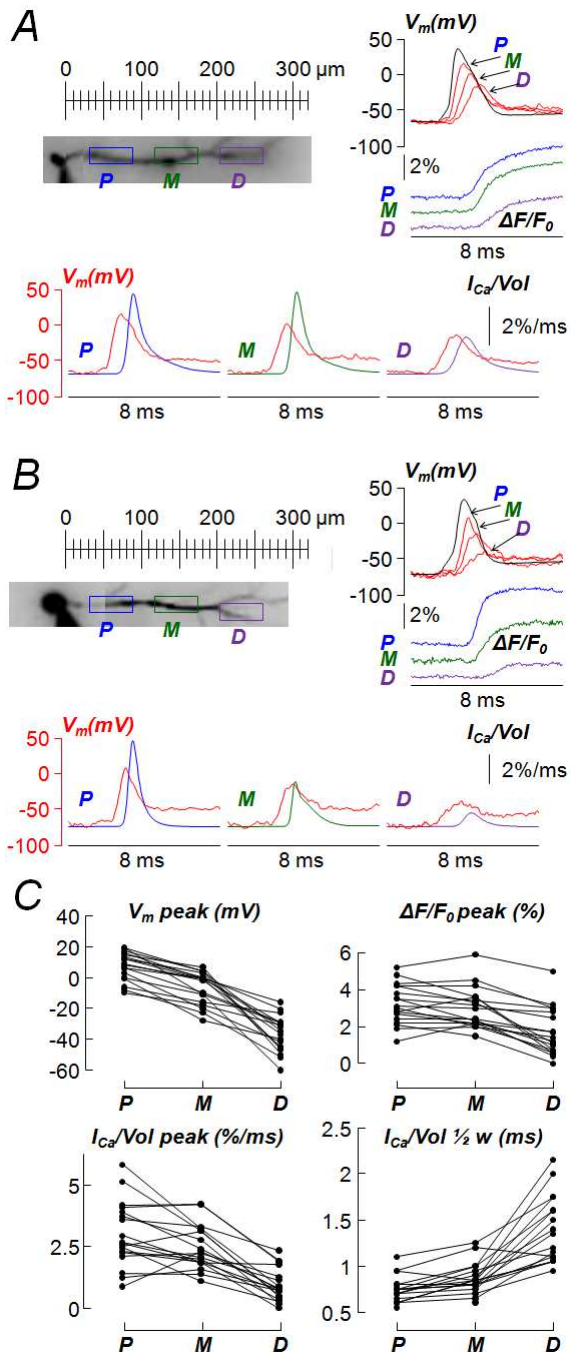 A
0 100 200 300 µm
P M D
Vm(mV)
50
0
-50
-100
P
M
D
2%
P
M
D
ΔF/F0
8 ms
Vm(mV)
50
0
-50
-100
P
M
D
ICa/Vol
2%/ms
8 ms 8 ms 8 ms
B
0 100 200 300 µm
P M D
Vm(mV)
50
0
-50
-100
P
M
D
2%
P
M
D
ΔF/F0
8 ms
Vm(mV)
50
0
-50
-100
P
M
D
ICa/Vol
2%/ms
8 ms 8 ms 8 ms
C
Vm peak (mV)
40
20
0
-20
-40
-60
P M D
ΔF/F0 peak (%)
6
4
2
0
P M D
ICa/Vol peak (%/ms)
5
2.5
0
P M D
ICa/Vol ½ w (ms)
2.5
2
1.5
1
0.5
P M D